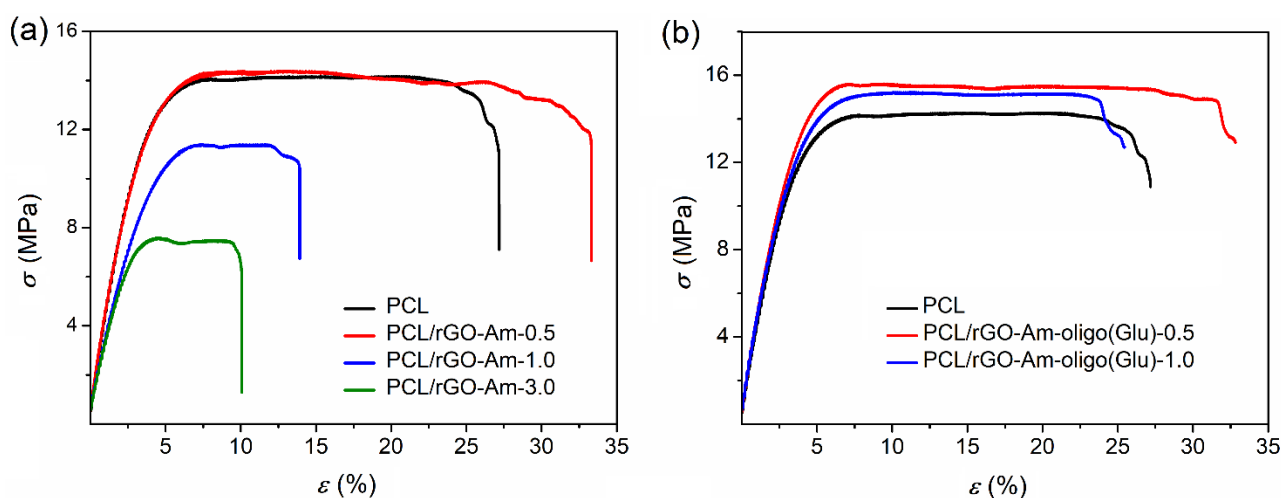 (a)
16
12
8
4
σ (MPa)
5 10 15 20 25 30 35
ε (%)
PCL
PCL/rGO-Am-0.5
PCL/rGO-Am-1.0
PCL/rGO-Am-3.0
(b)
16
12
8
4
σ (MPa)
5 10 15 20 25 30 35
ε (%)
PCL
PCL/rGO-Am-oligo(Glu)-0.5
PCL/rGO-Am-oligo(Glu)-1.0